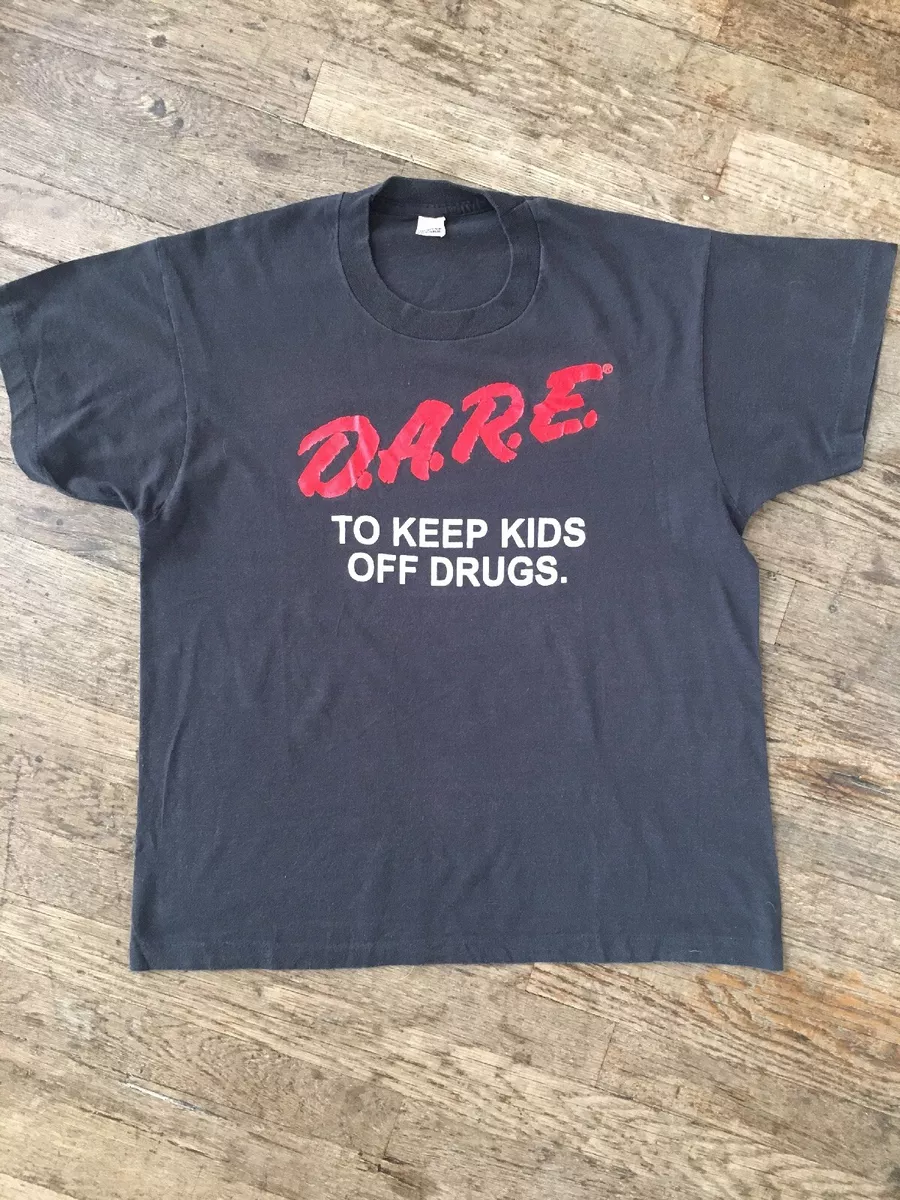 D.A.R.E.®
TO KEEP KIDS
OFF DRUGS.